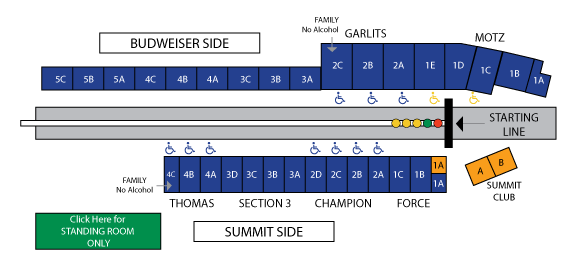 FAMILY
No Alcohol
GARLITS
MOTZ
BUDWEISER SIDE
5C 5B 5A 4C 4B 4A 3C 3B 3A 2C 2B 2A 1E 1D 1C 1B 1A
STARTING
LINE
4C 4B 4A 3D 3C 3B 3A 2D 2C 2B 2A 1C 1B 1A
1A
A B
FAMILY
No Alcohol
SUMMIT
CLUB
THOMAS SECTION 3 CHAMPION FORCE
Click Here for
STANDING ROOM
ONLY
SUMMIT SIDE